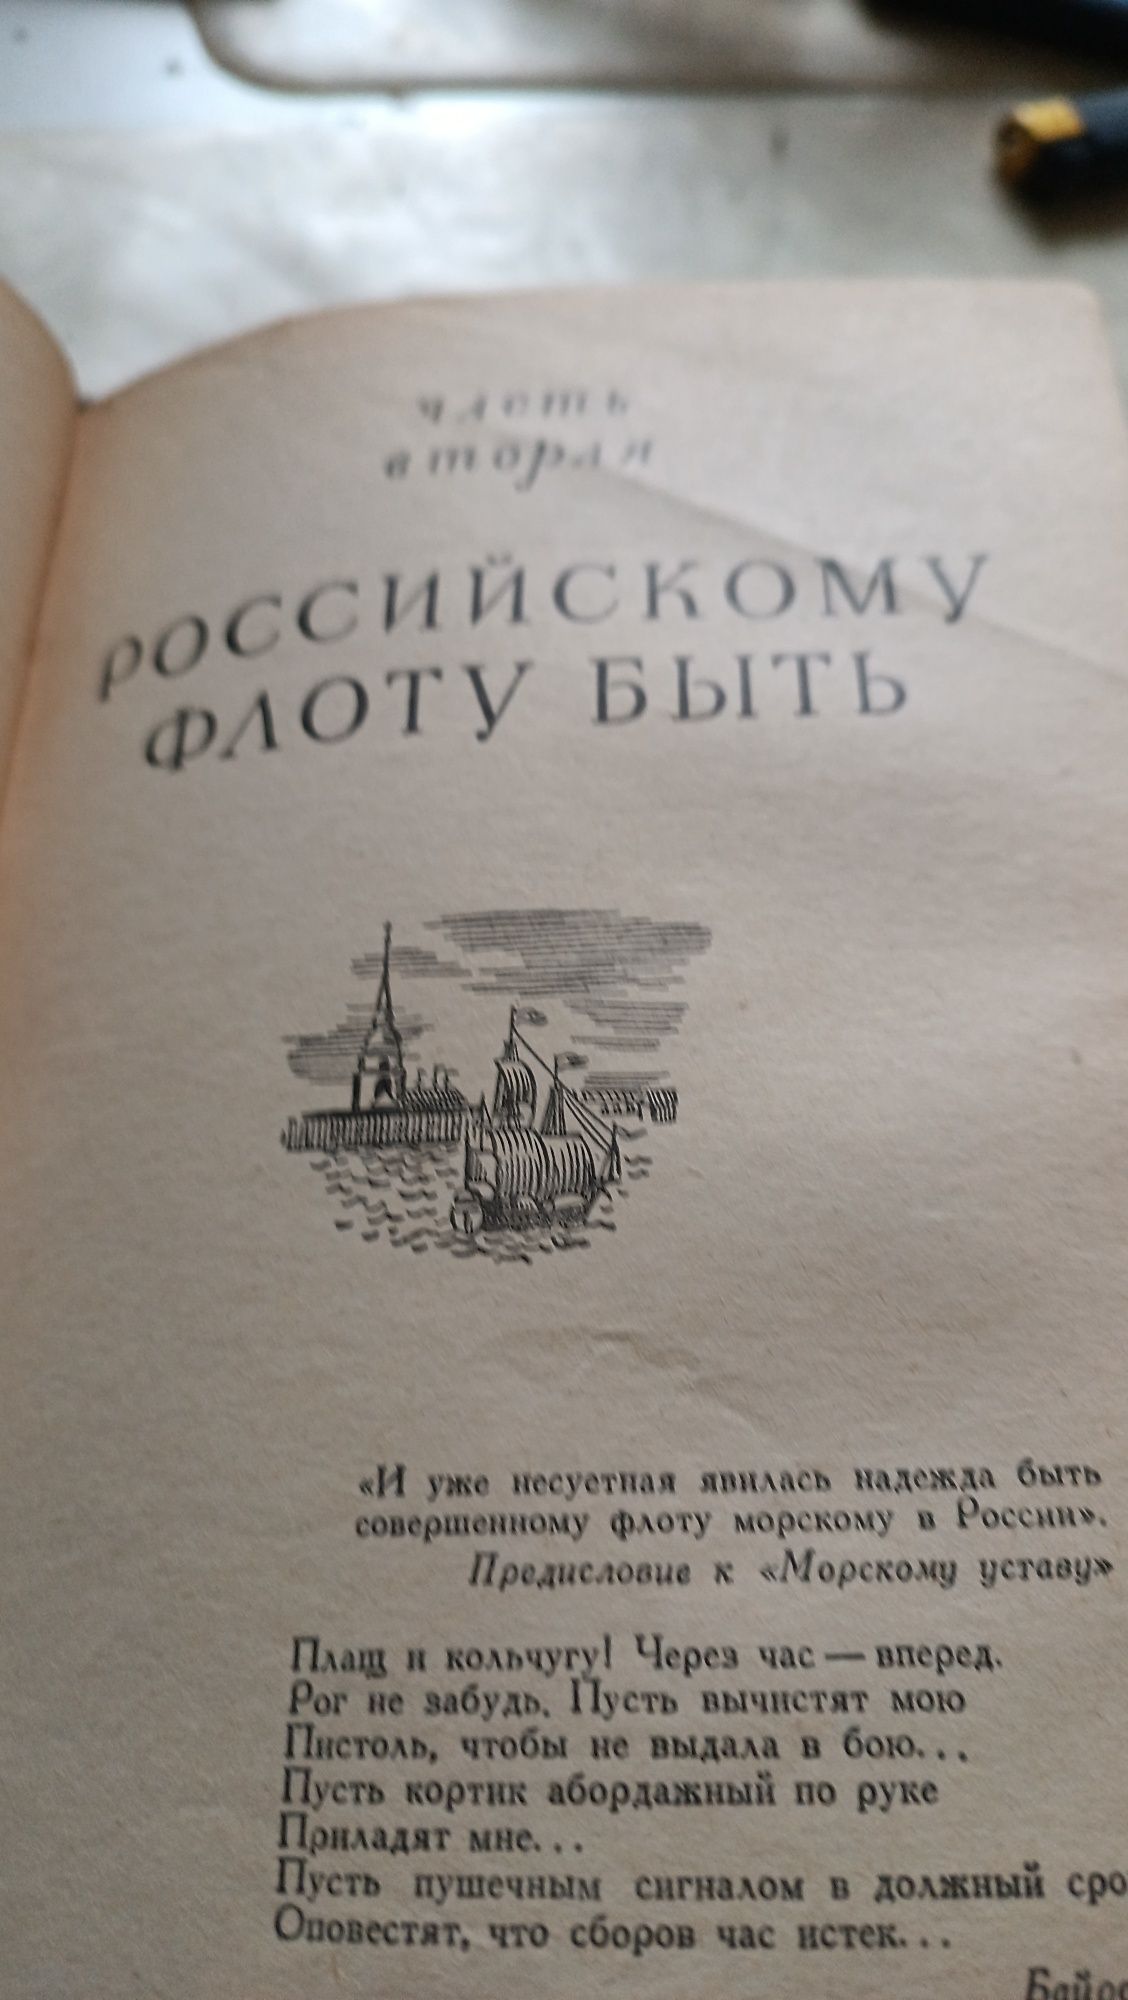 часть
вторая
РОССИЙСКОМУ
ФЛОТУ БЫТЬ
«И уже несуетная явилась надежда быть
совершенному флоту морскому в России».
Предисловие к «Морскому уставу»
Плащ и кольчугу! Через час — вперед.
Рог не забудь. Пусть вычистят мою
Пистоль, чтобы не выдала в бою...
Пусть кортик абордажный по руке
Приладят мне...
Пусть пушечным сигналом в должный сро
Оповестят, что сборов час истек...